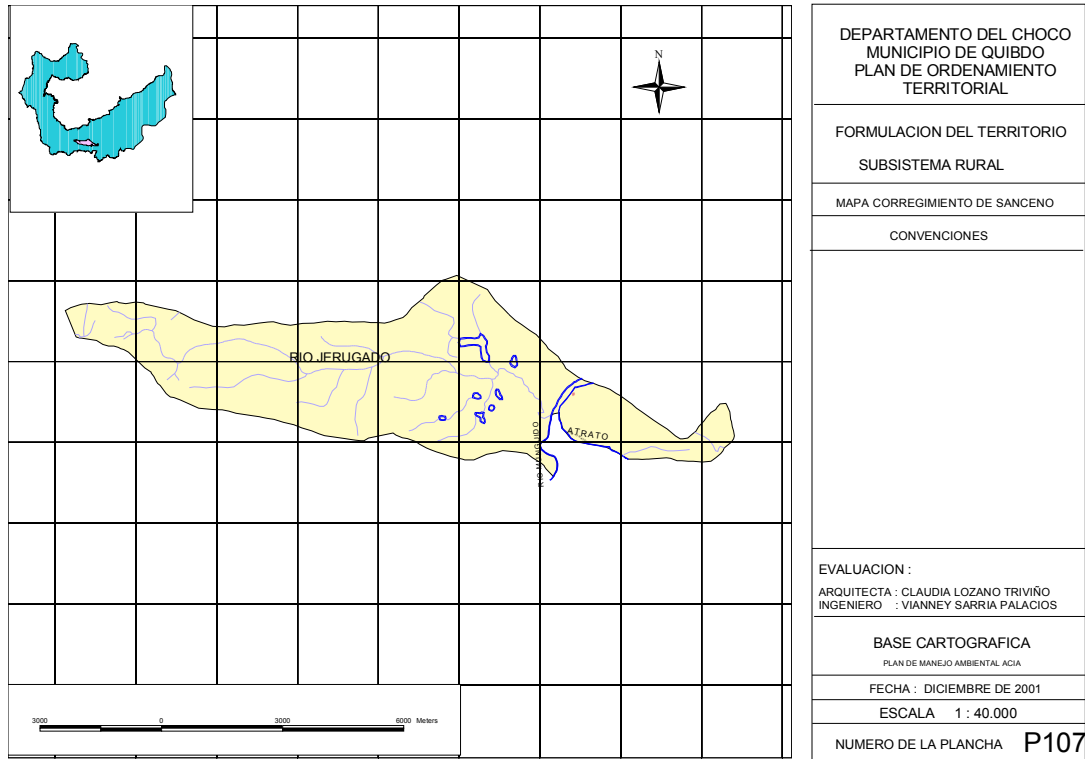 N
RIO JERUGADO
ATRATO
3000 0 3000 6000 Meters
DEPARTAMENTO DEL CHOCO
MUNICIPIO DE QUIBDO
PLAN DE ORDENAMIENTO
TERRITORIAL
FORMULACION DEL TERRITORIO
SUBSISTEMA RURAL
MAPA CORREGIMIENTO DE SANCENO
CONVENCIONES
EVALUACION :
ARQUITECTA : CLAUDIA LOZANO TRIVIÑO
INGENIERO : VIANNEY SARRIA PALACIOS
BASE CARTOGRAFICA
PLAN DE MANEJO AMBIENTAL ACIA
FECHA : DICIEMBRE DE 2001
ESCALA 1 : 40.000
NUMERO DE LA PLANCHA P107